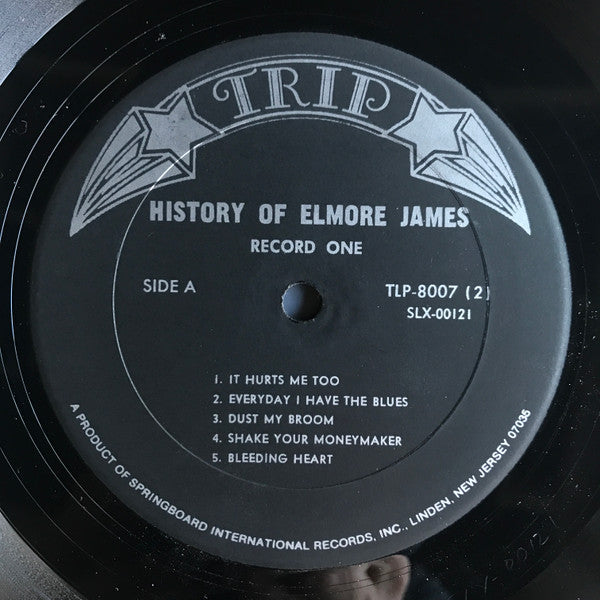 TRIP
HISTORY OF ELMORE JAMES
RECORD ONE
SIDE A
TLP-8007 (2)
SLX-00121
1. IT HURTS ME TOO
2. EVERYDAY I HAVE THE BLUES
3. DUST MY BROOM
4. SHAKE YOUR MONEYMAKER
5. BLEEDING HEART
A PRODUCT OF SPRINGBOARD INTERNATIONAL RECORDS, INC., LINDEN, NEW JERSEY 07036